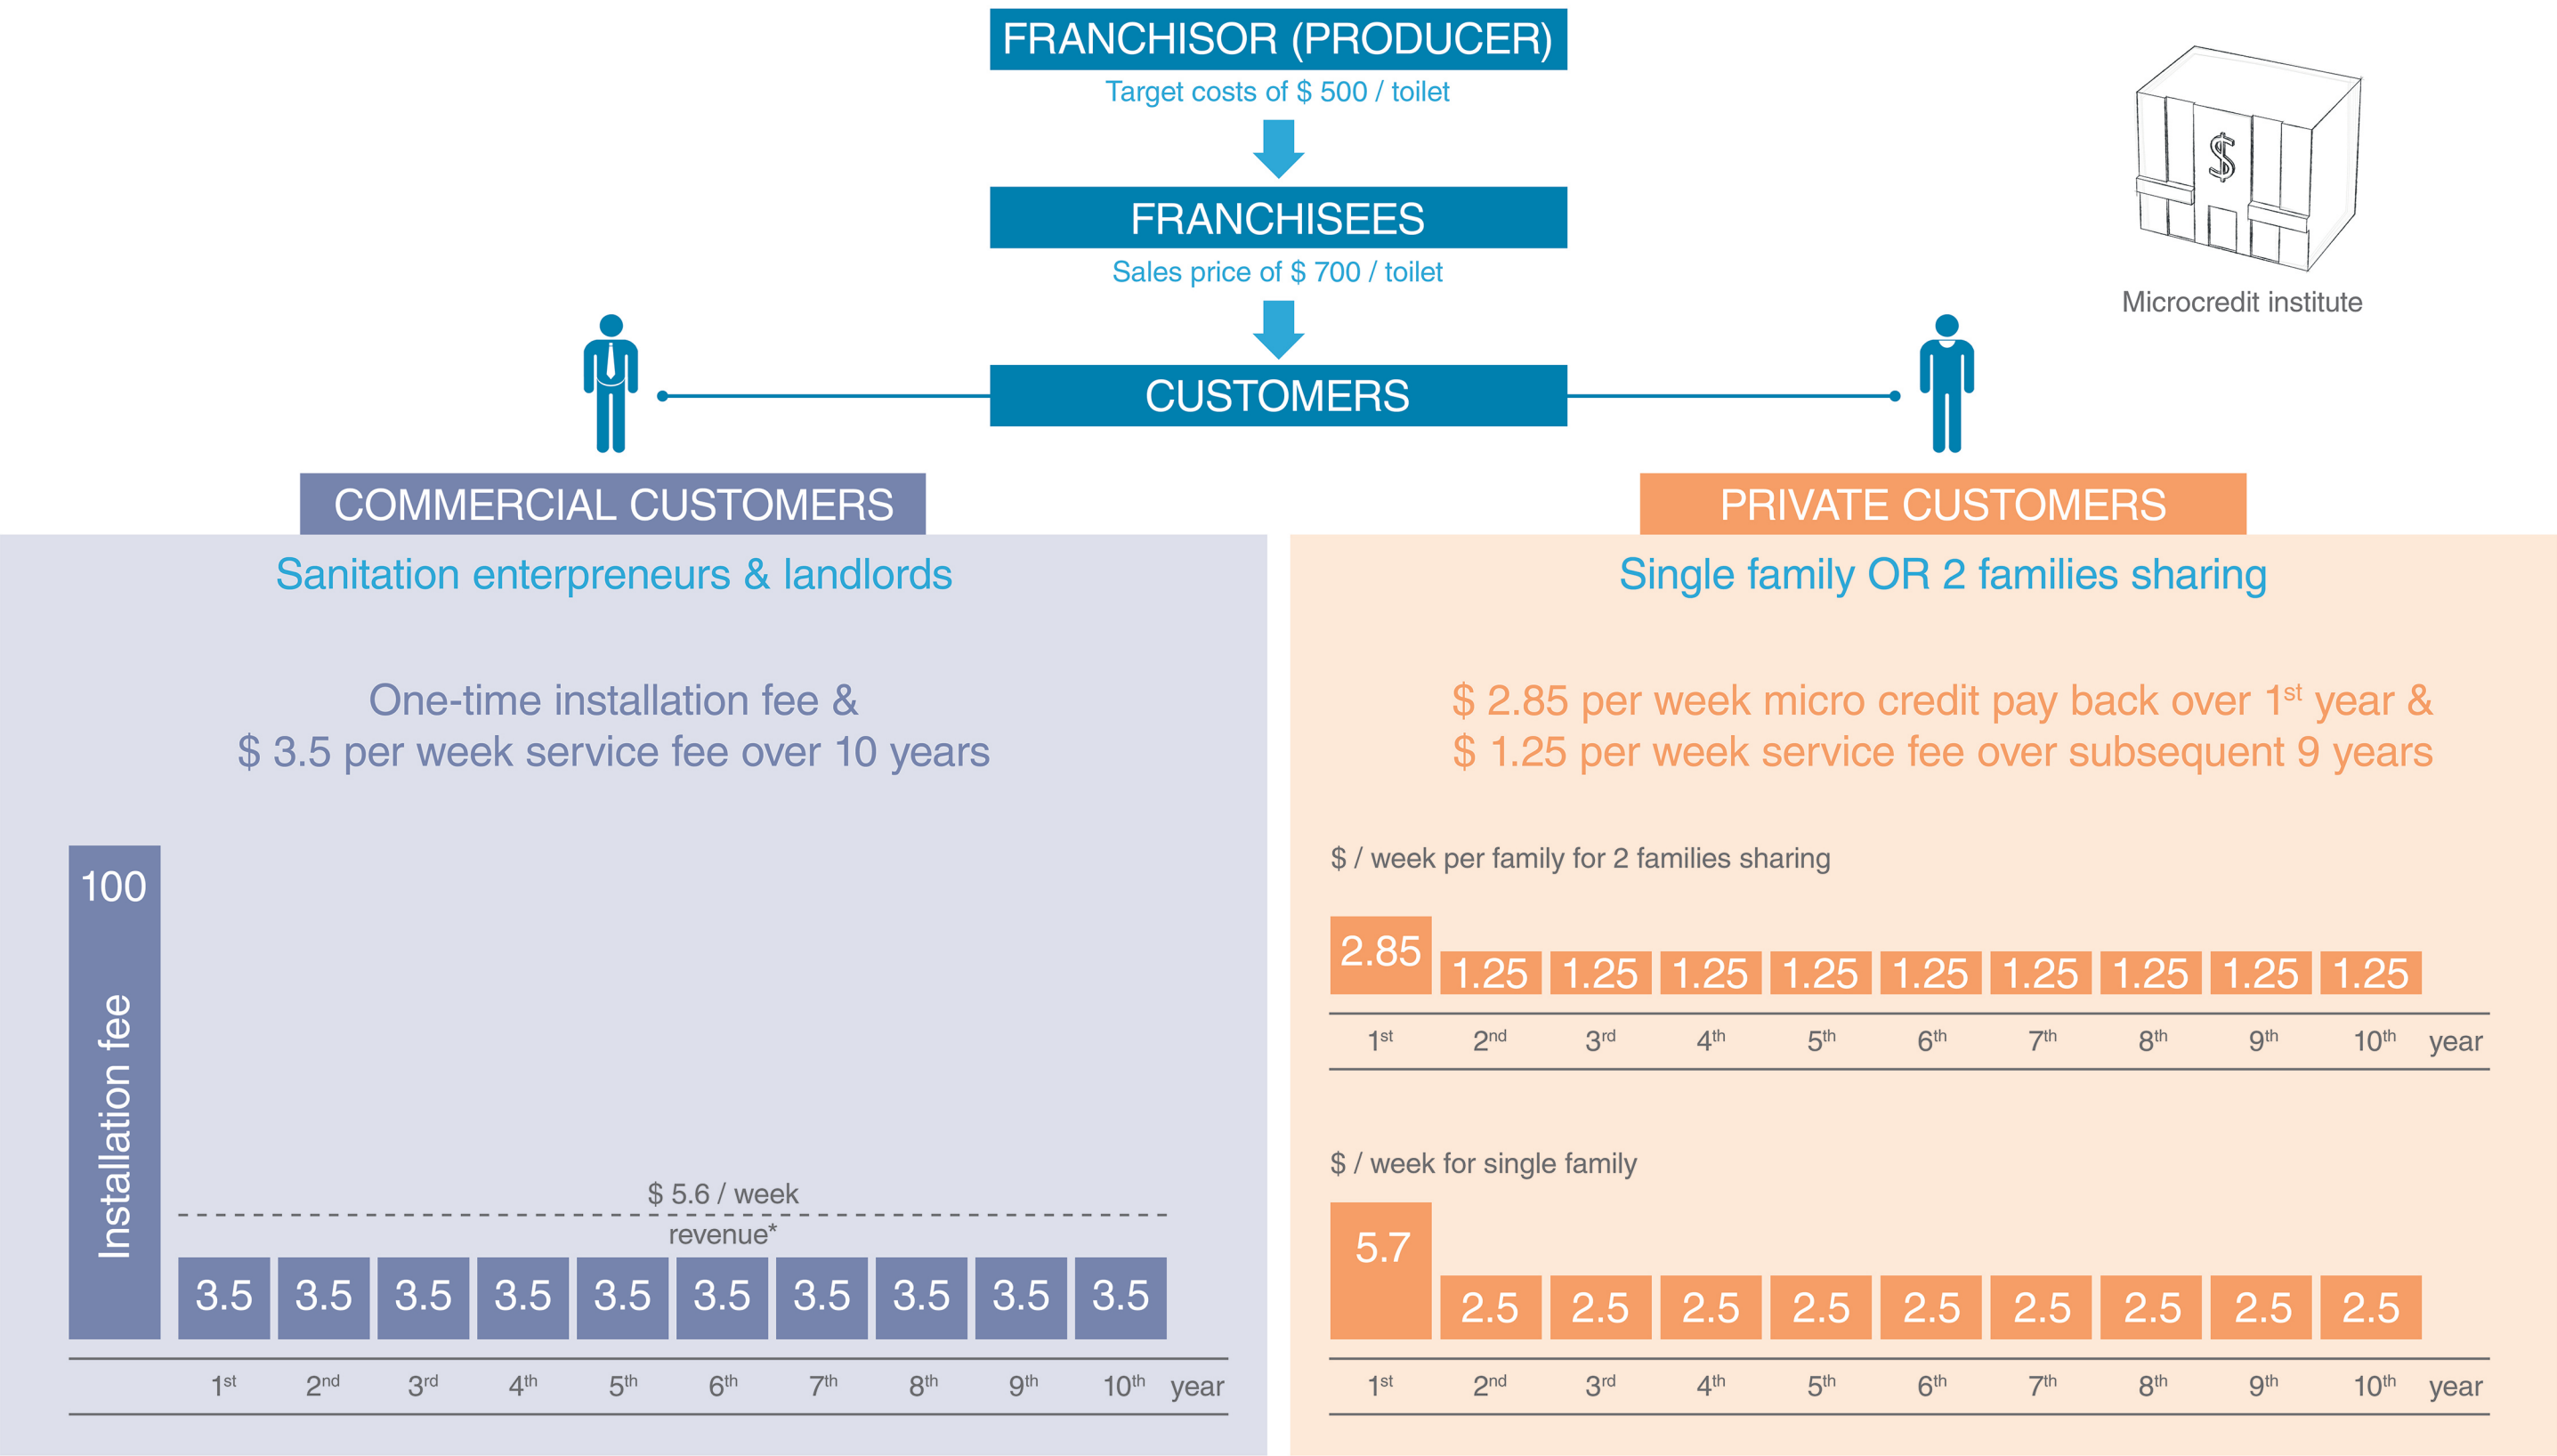 FRANCHISOR (PRODUCER)
Target costs of $ 500 / toilet
$
FRANCHISEES
Sales price of $ 700 / toilet
Microcredit institute
CUSTOMERS
COMMERCIAL CUSTOMERS
Sanitation enterpreneurs & landlords
One-time installation fee &
$ 3.5 per week service fee over 10 years
100
Installation fee
$ 5.6 / week
revenue*
3.5 3.5 3.5 3.5 3.5 3.5 3.5 3.5 3.5 3.5
1st 2nd 3rd 4th 5th 6th 7th 8th 9th 10th year
PRIVATE CUSTOMERS
Single family OR 2 families sharing
$ 2.85 per week micro credit pay back over 1st year &
$ 1.25 per week service fee over subsequent 9 years
$ / week per family for 2 families sharing
2.85 1.25 1.25 1.25 1.25 1.25 1.25 1.25 1.25 1.25
1st 2nd 3rd 4th 5th 6th 7th 8th 9th 10th year
$ / week for single family
5.7 2.5 2.5 2.5 2.5 2.5 2.5 2.5 2.5 2.5
1st 2nd 3rd 4th 5th 6th 7th 8th 9th 10th year